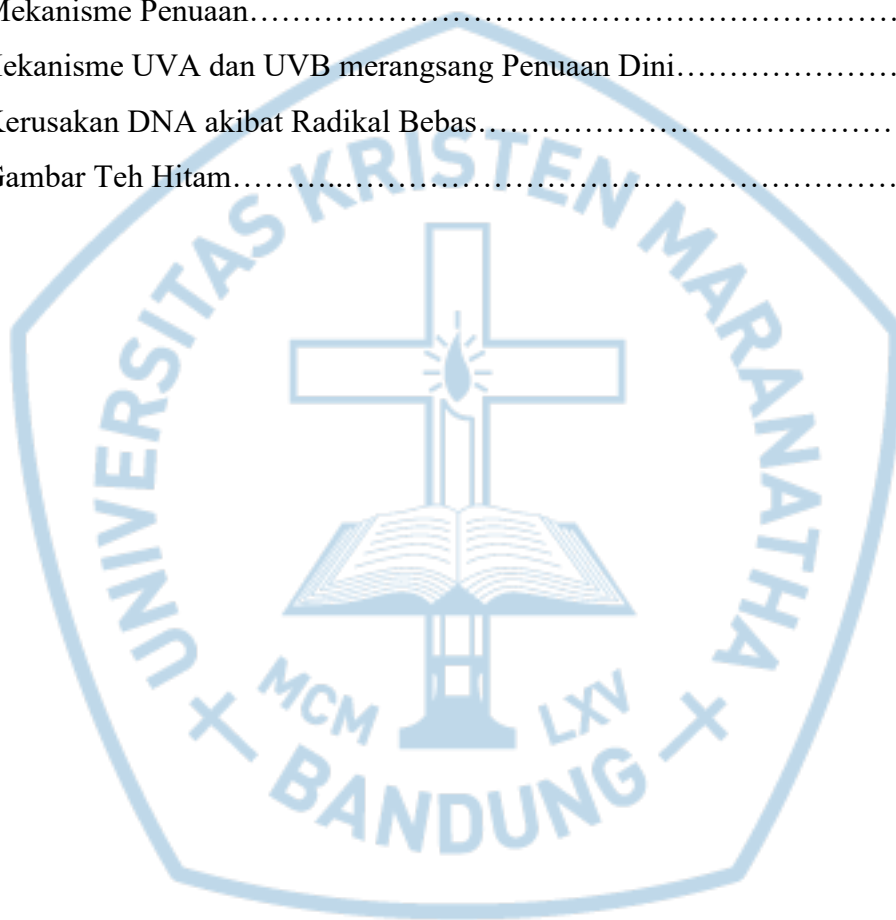 Mekanisme Penuaan……………………………………………………………
Mekanisme UVA dan UVB merangsang Penuaan Dini…………………
Kerusakan DNA akibat Radikal Bebas……………………………………
Gambar Teh Hitam………...………………………………………………
UNIVERSITAS KRISTEN MARANATHA
MCM LXV
BANDUNG